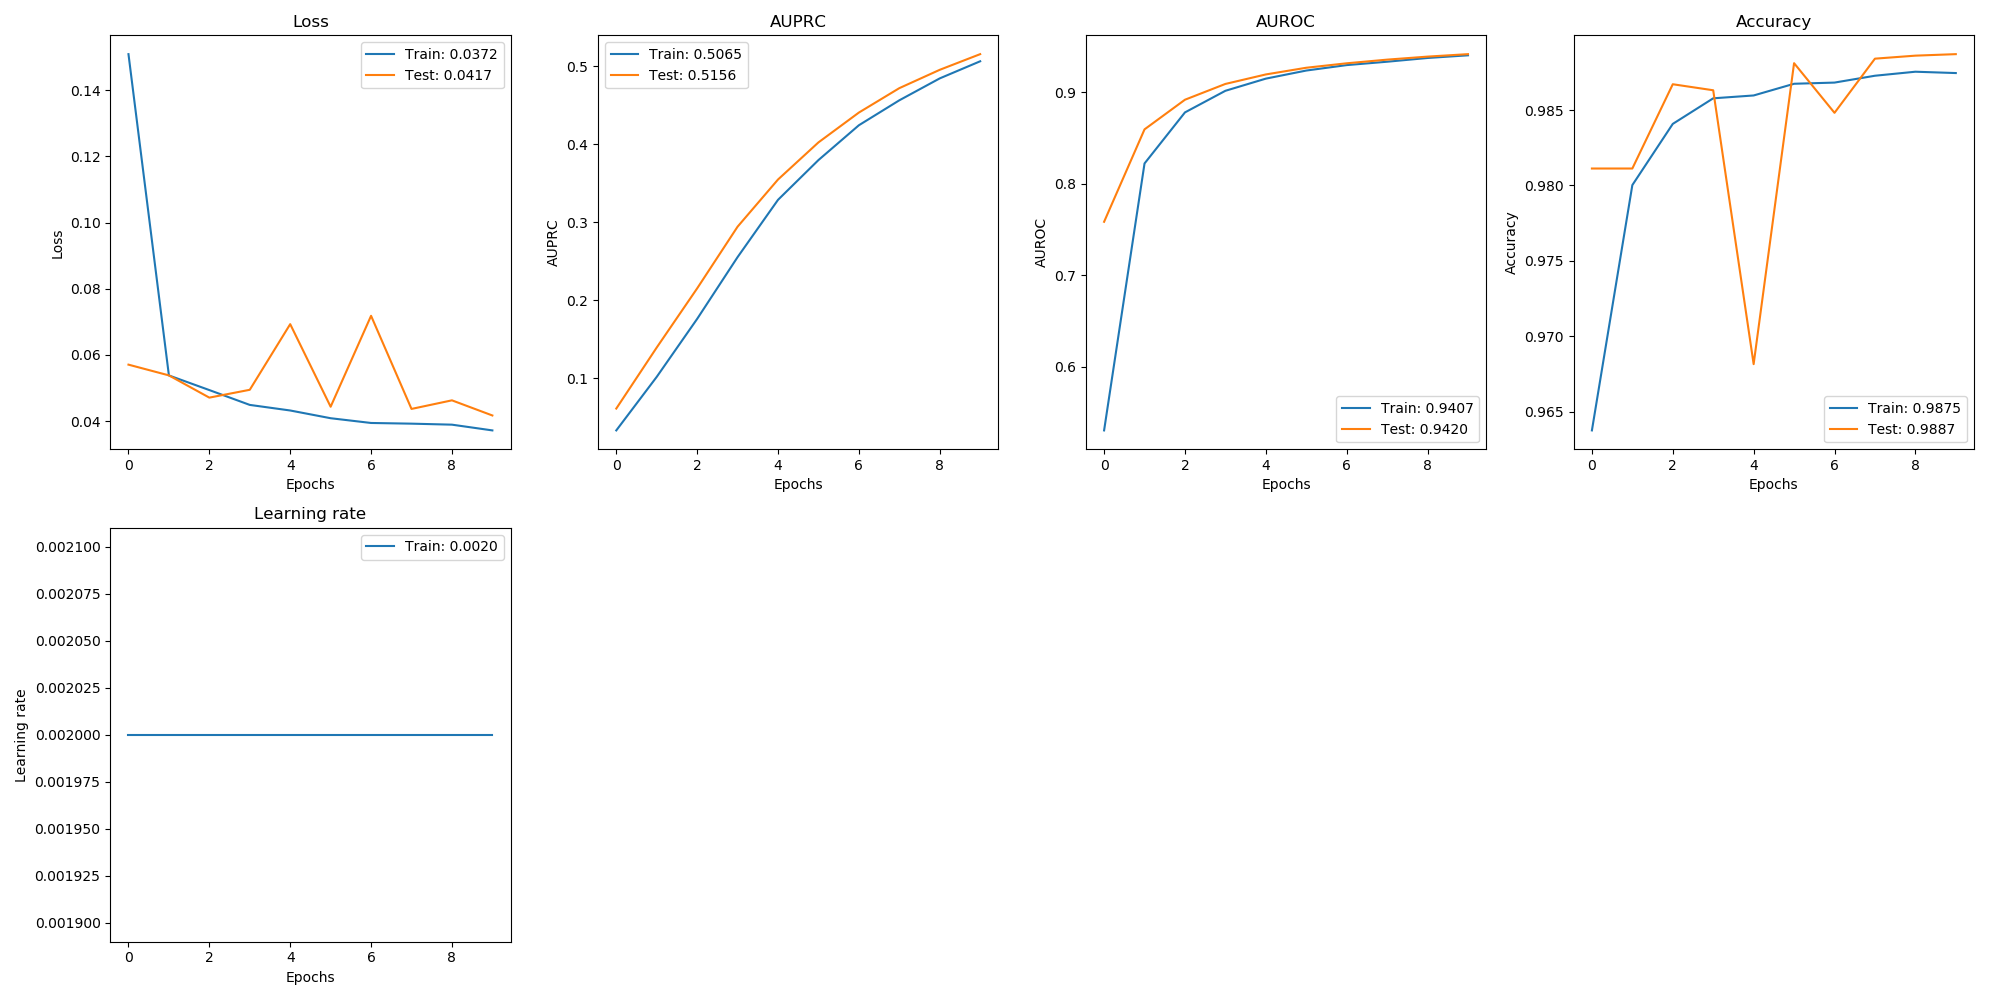 Loss
Train: 0.0372
Test: 0.0417
0.14
0.12
0.10
0.08
0.06
0.04
Loss
0 2 4 6 8
Epochs
AUPRC
Train: 0.5065
Test: 0.5156
0.5
0.4
0.3
0.2
0.1
AUPRC
0 2 4 6 8
Epochs
AUROC
0.9
0.8
0.7
0.6
AUROC
Train: 0.9407
Test: 0.9420
0 2 4 6 8
Epochs
Accuracy
0.985
0.980
0.975
0.970
0.965
Accuracy
Train: 0.9875
Test: 0.9887
0 2 4 6 8
Epochs
Learning rate
Train: 0.0020
0.002100
0.002075
0.002050
0.002025
0.002000
0.001975
0.001950
0.001925
0.001900
Learning rate
0 2 4 6 8
Epochs